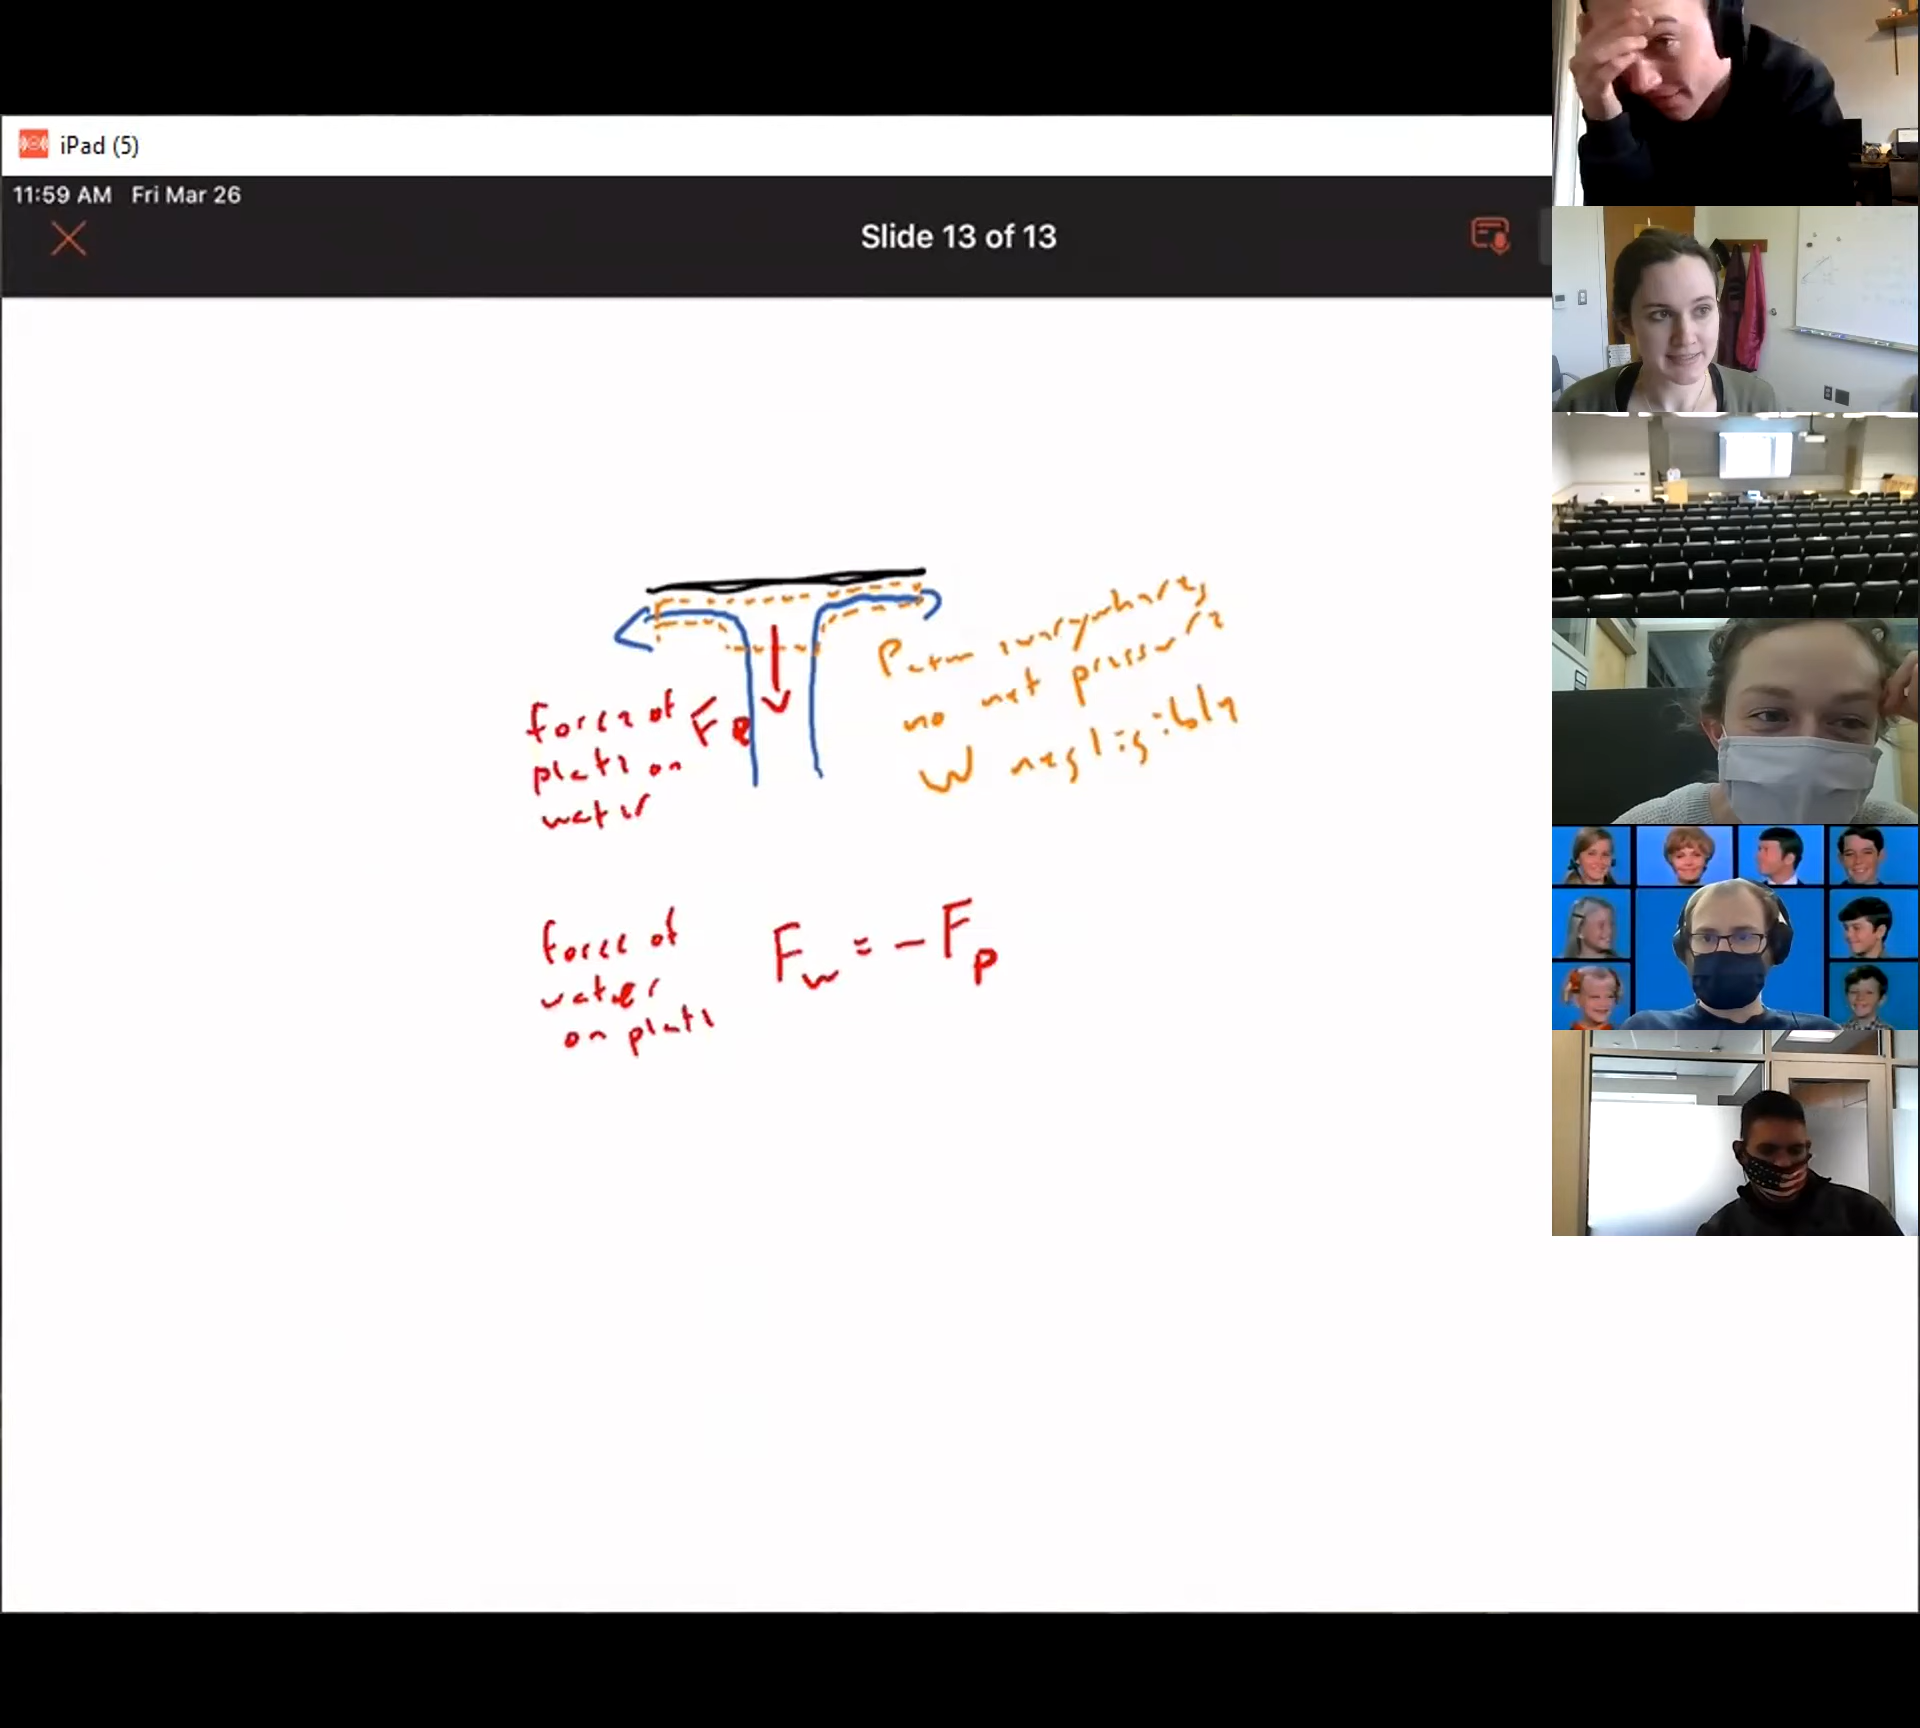 iPad (5)
11:59 AM Fri Mar 26
Slide 13 of 13
Patm everywhere,
no net pressure
W negligible
force of
plate on
water
Fp
force of
water
on plate
Fw = -Fp